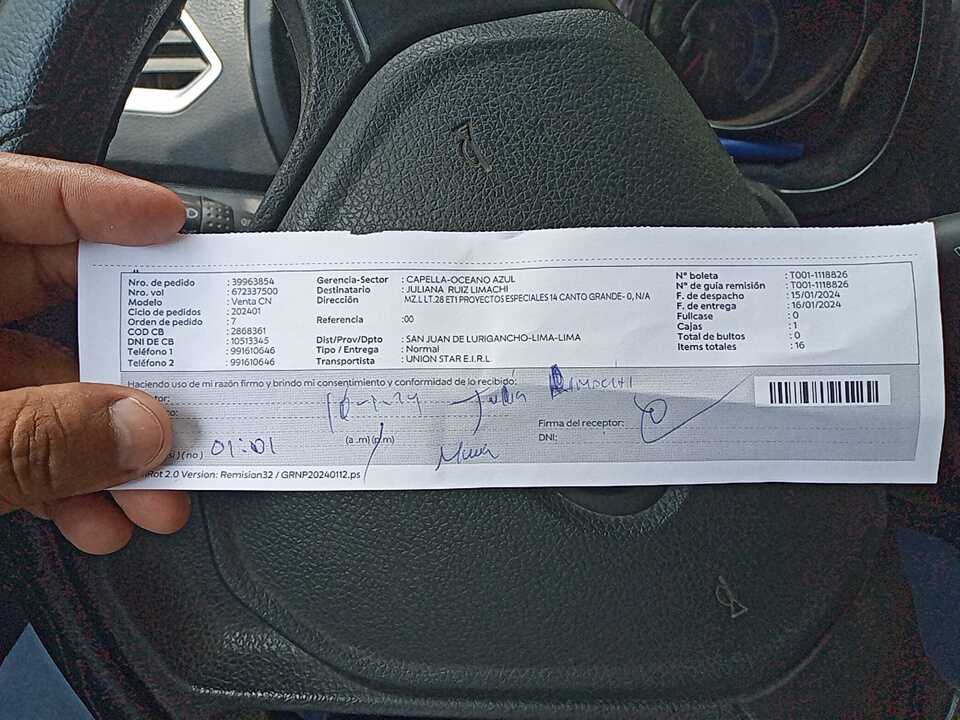 Nro. de pedido : 39963854
Nro. vol : 672337500
Modelo : Venta CN
Ciclo de pedidos : 202401
Orden de pedido : 7
COD CB : 2868361
DNI DE CB : 10513345
Teléfono 1 : 991610646
Teléfono 2 : 991610646
Gerencia-Sector : CAPELLA-OCEANO AZUL
Destinatario : JULIANA RUIZ LIMACHI
Dirección MZ.L LT.28 ET1 PROYECTOS ESPECIALES 14 CANTO GRANDE- 0, N/A
Referencia :00
Dist/Prov/Dpto : SAN JUAN DE LURIGANCHO-LIMA-LIMA
Tipo / Entrega : Normal
Transportista : UNION STAR E.I.R.L.
N° boleta : T001-1118826
N° de guía remisión : T001-1118826
F. de despacho : 15/01/2024
F. de entrega : 16/01/2024
Fullcase : 0
Cajas : 1
Total de bultos : 0
Items totales : 16
Haciendo uso de mi razón firmo y brindo mi consentimiento y conformidad de lo recibido:
Firma del receptor:
DNI:
01:01 (a .m) (p.m)
) (no )
Rot 2.0 Version: Remision32 / GRNP20240112.ps